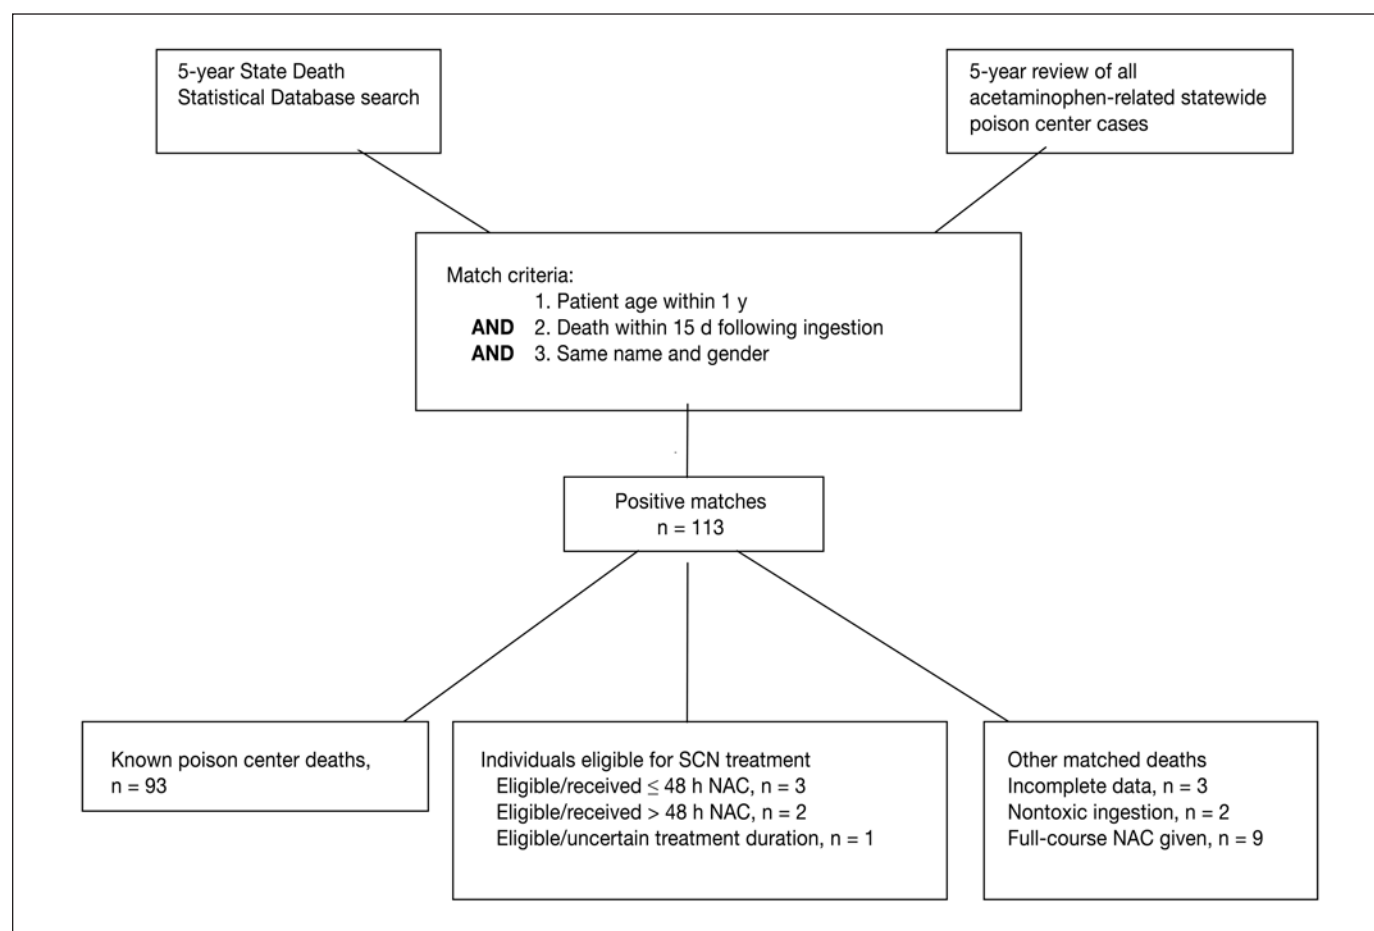 5-year State Death
Statistical Database search
5-year review of all
acetaminophen-related statewide
poison center cases
Match criteria:
1. Patient age within 1 y
AND 2. Death within 15 d following ingestion
AND 3. Same name and gender
Positive matches
n = 113
Known poison center deaths,
n = 93
Individuals eligible for SCN treatment
Eligible/received ≤ 48 h NAC, n = 3
Eligible/received > 48 h NAC, n = 2
Eligible/uncertain treatment duration, n = 1
Other matched deaths
Incomplete data, n = 3
Nontoxic ingestion, n = 2
Full-course NAC given, n = 9